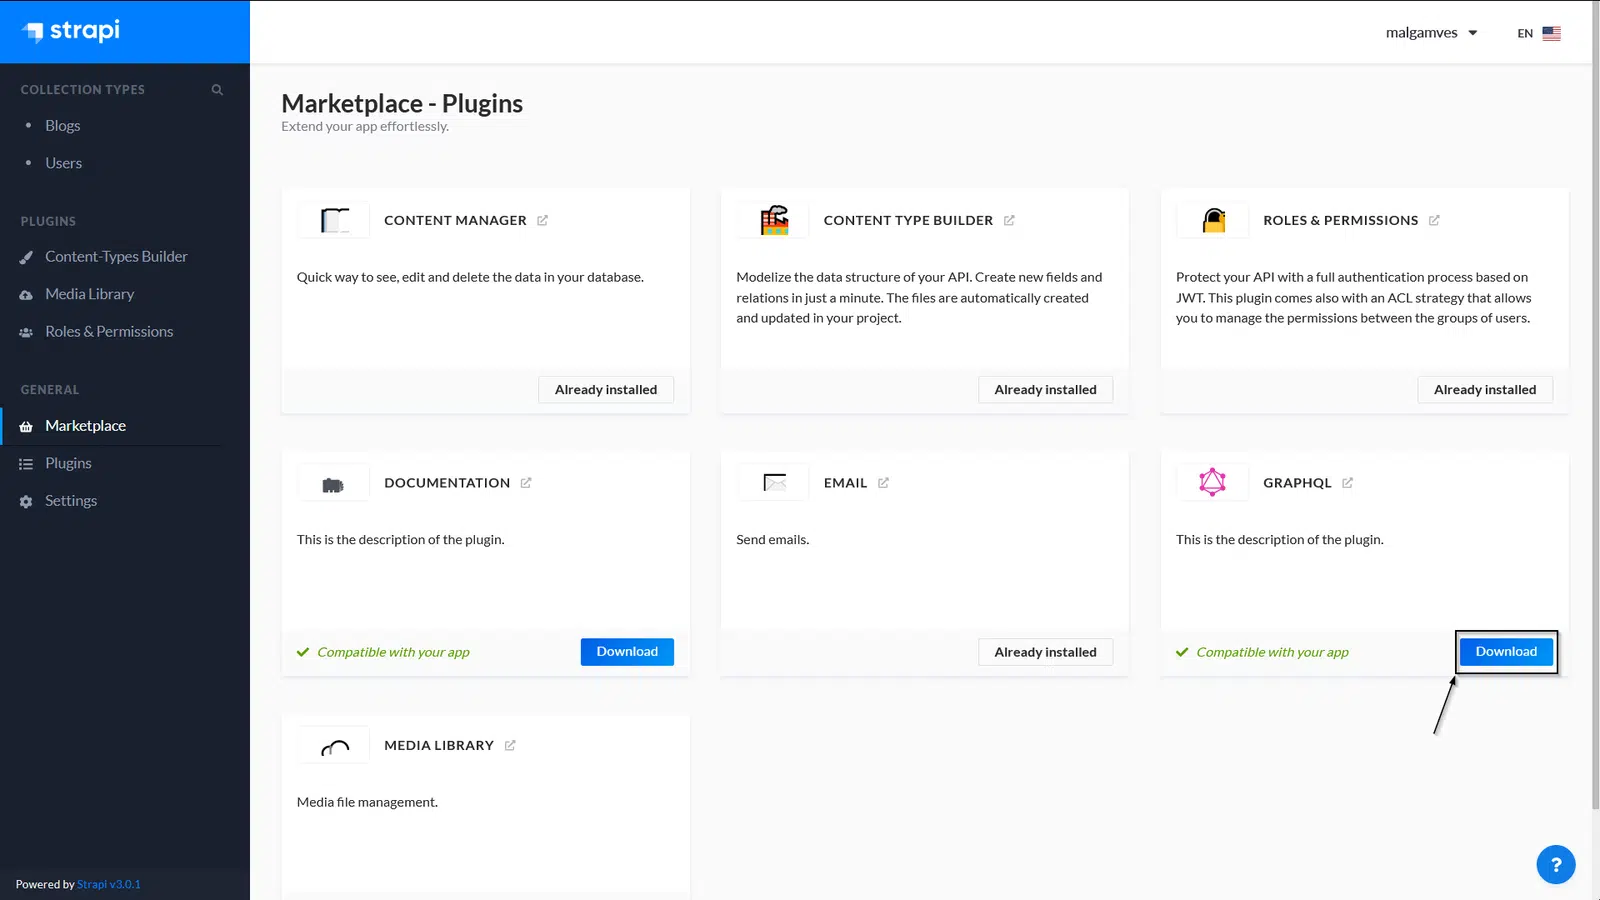 strapi
malgamves
EN
COLLECTION TYPES
Blogs
Users
PLUGINS
Content-Types Builder
Media Library
Roles & Permissions
GENERAL
Marketplace
Plugins
Settings
Powered by Strapi v3.0.1
Marketplace - Plugins
Extend your app effortlessly.
CONTENT MANAGER
Quick way to see, edit and delete the data in your database.
Already installed
CONTENT TYPE BUILDER
Modelize the data structure of your API. Create new fields and
relations in just a minute. The files are automatically created
and updated in your project.
Already installed
ROLES & PERMISSIONS
Protect your API with a full authentication process based on
JWT. This plugin comes also with an ACL strategy that allows
you to manage the permissions between the groups of users.
Already installed
DOCUMENTATION
This is the description of the plugin.
Compatible with your app
Download
EMAIL
Send emails.
Already installed
GRAPHQL
This is the description of the plugin.
Compatible with your app
Download
MEDIA LIBRARY
Media file management.
?